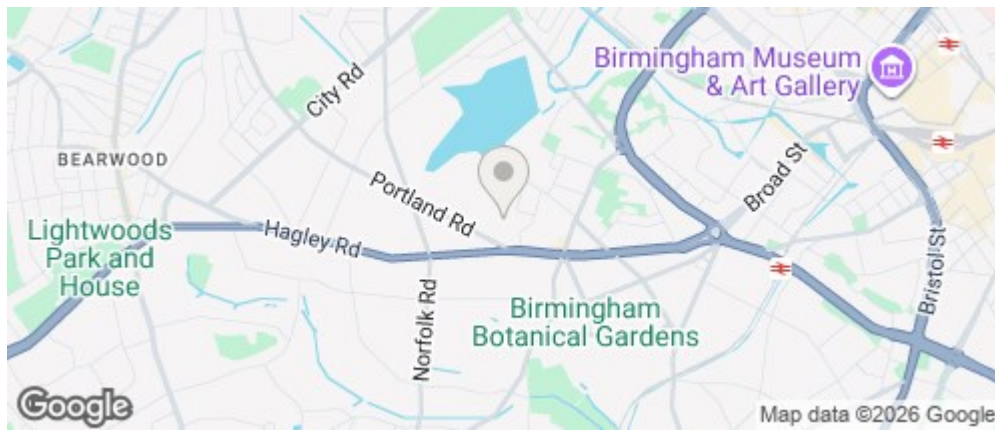 Birmingham Museum
& Art Gallery
City Rd
BEARWOOD
Broad St
Portland Rd
Lightwoods
Park and
House
Hagley Rd
Bristol St
Norfolk Rd
Birmingham
Botanical Gardens
Google
Map data ©2026 Google